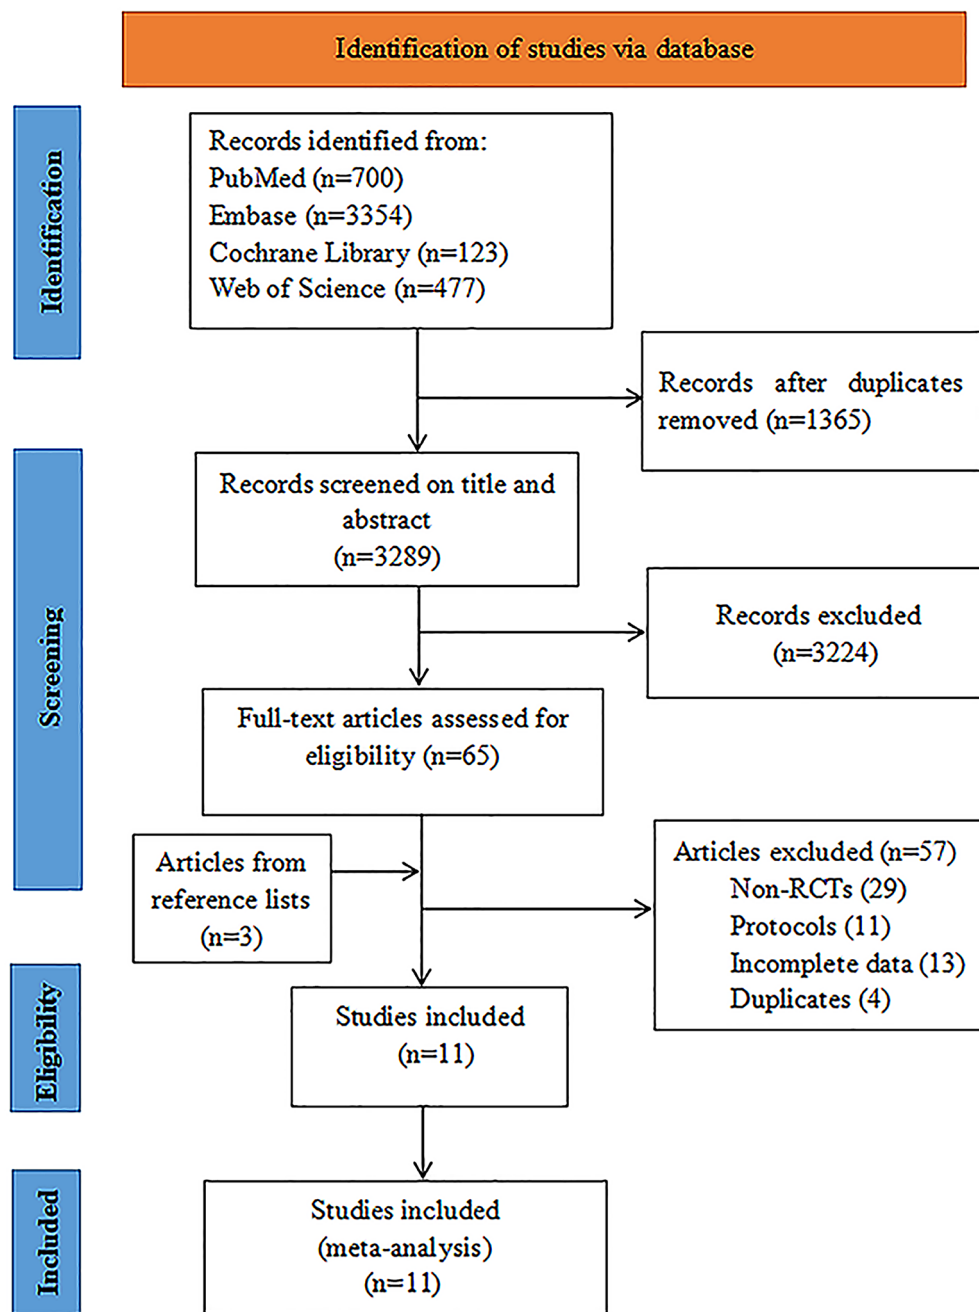 Identification of studies via database
Identification
Records identified from:
PubMed (n=700)
Embase (n=3354)
Cochrane Library (n=123)
Web of Science (n=477)
Records after duplicates
removed (n=1365)
Screening
Records screened on title and
abstract
(n=3289)
Records excluded
(n=3224)
Full-text articles assessed for
eligibility (n=65)
Articles from
reference lists
(n=3)
Articles excluded (n=57)
Non-RCTs (29)
Protocols (11)
Incomplete data (13)
Duplicates (4)
Eligibility
Studies included
(n=11)
Included
Studies included
(meta-analysis)
(n=11)